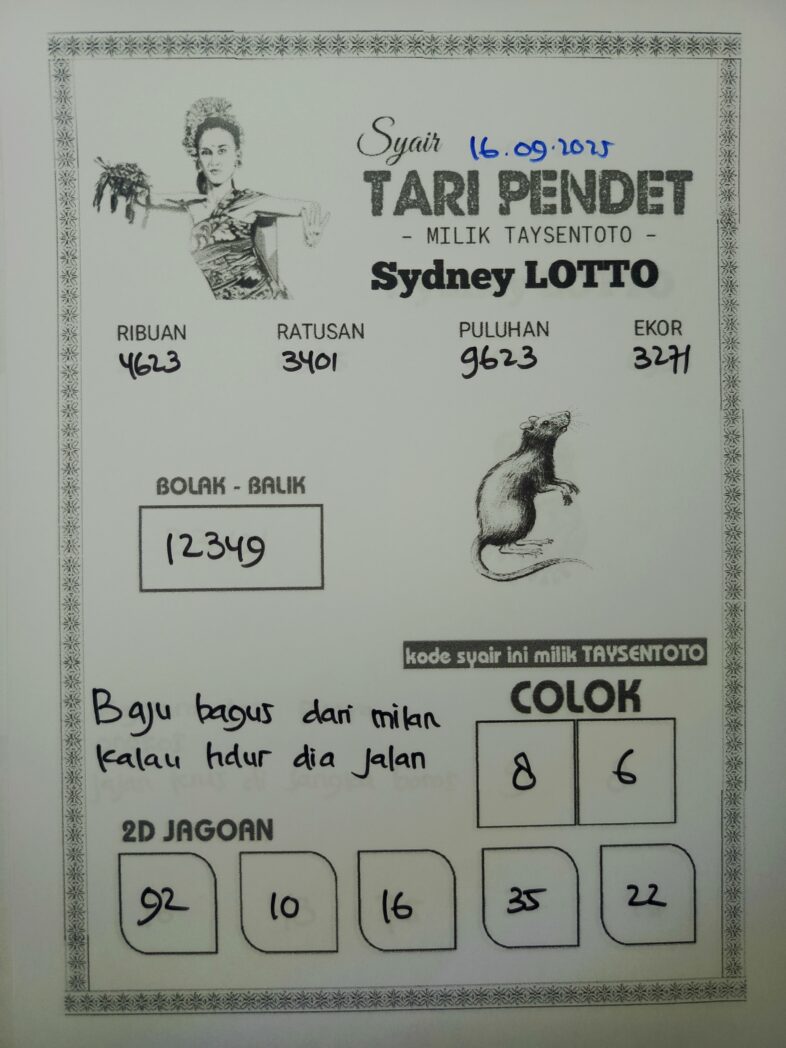 Syair 16.09.2025
TARI PENDET
- MILIK TAYSENTOTO -
Sydney LOTTO
RIBUAN RATUSAN PULUHAN EKOR
4623 3401 9623 3271
BOLAK - BALIK
12349
kode syair ini milik TAYSENTOTO
Baju bagus dari milan
kalau tidur dia jalan
COLOK
8 6
2D JAGOAN
92 10 16 35 22